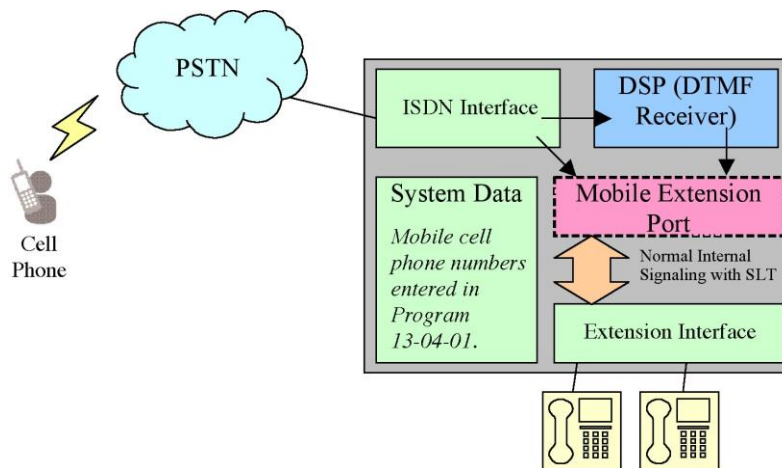 PSTN
Cell
Phone
ISDN Interface
DSP (DTMF
Receiver)
System Data
Mobile cell
phone numbers
entered in
Program
13-04-01.
Mobile Extension
Port
Normal Internal
Signaling with SLT
Extension Interface